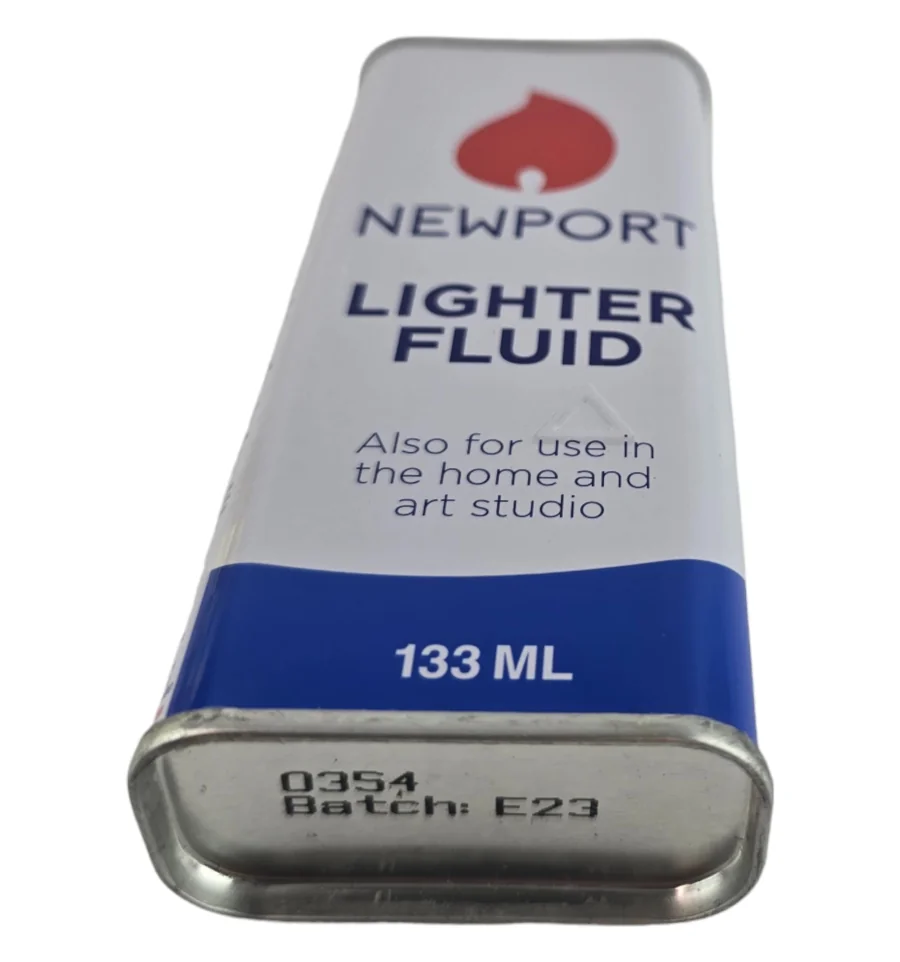 NEWPORT
LIGHTER
FLUID
Also for use in
the home and
art studio
133 ML
0354
Batch: E23